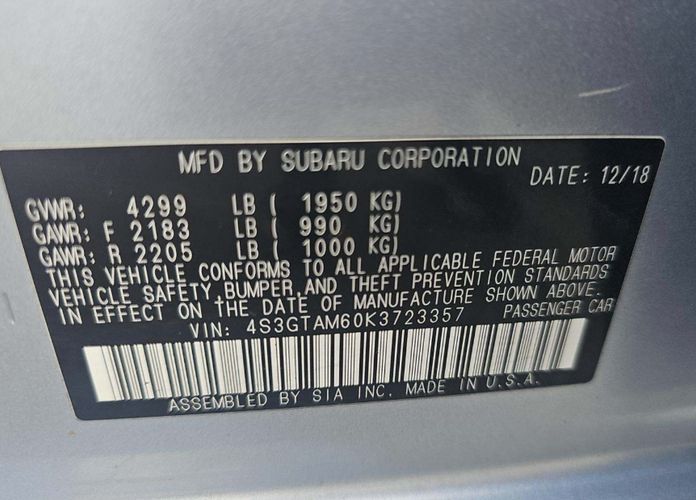 MFD BY SUBARU CORPORATION
DATE: 12/18
GVWR: 4299 LB ( 1950 KG)
GAWR: F 2183 LB ( 990 KG)
GAWR: R 2205 LB ( 1000 KG)
THIS VEHICLE CONFORMS TO ALL APPLICABLE FEDERAL MOTOR
VEHICLE SAFETY, BUMPER, AND THEFT PREVENTION STANDARDS
IN EFFECT ON THE DATE OF MANUFACTURE SHOWN ABOVE.
VIN: 4S3GTAM60K3723357 PASSENGER CAR
ASSEMBLED BY SIA INC. MADE IN U.S.A.